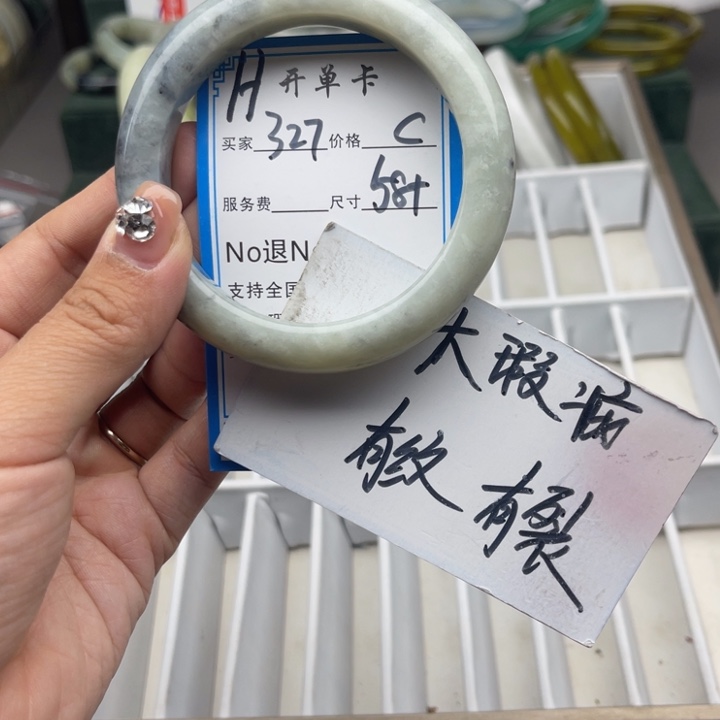 H 开单卡
买家 327 价格 C
服务费 尺寸 58+
No退N
支持全国
大瑕疵
有纹 有裂